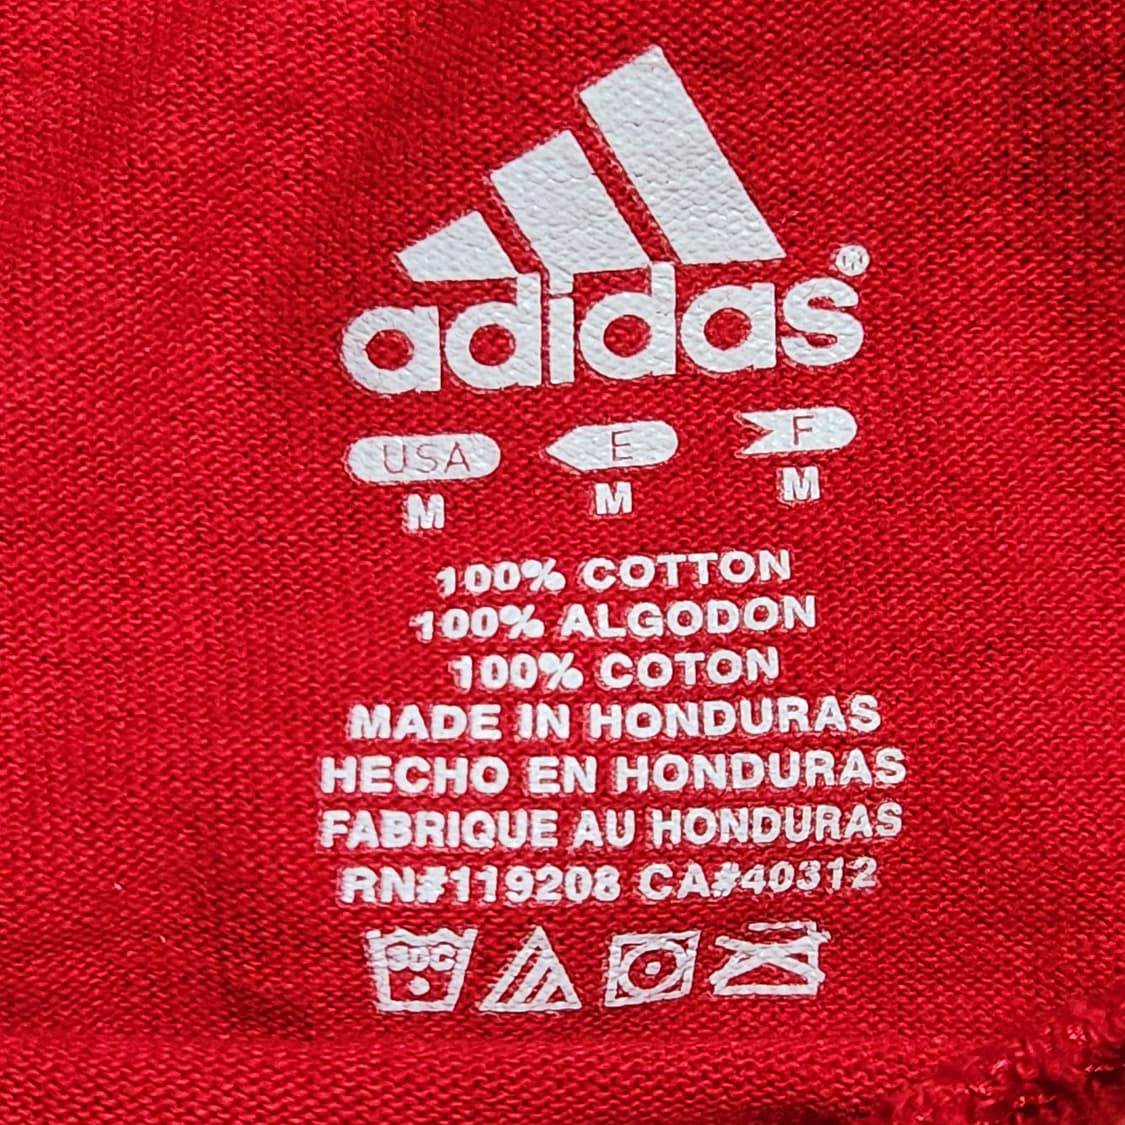 adidas®
USA E F
M M M
100% COTTON
100% ALGODON
100% COTON
MADE IN HONDURAS
HECHO EN HONDURAS
FABRIQUE AU HONDURAS
RN#119208 CA#40312
30C